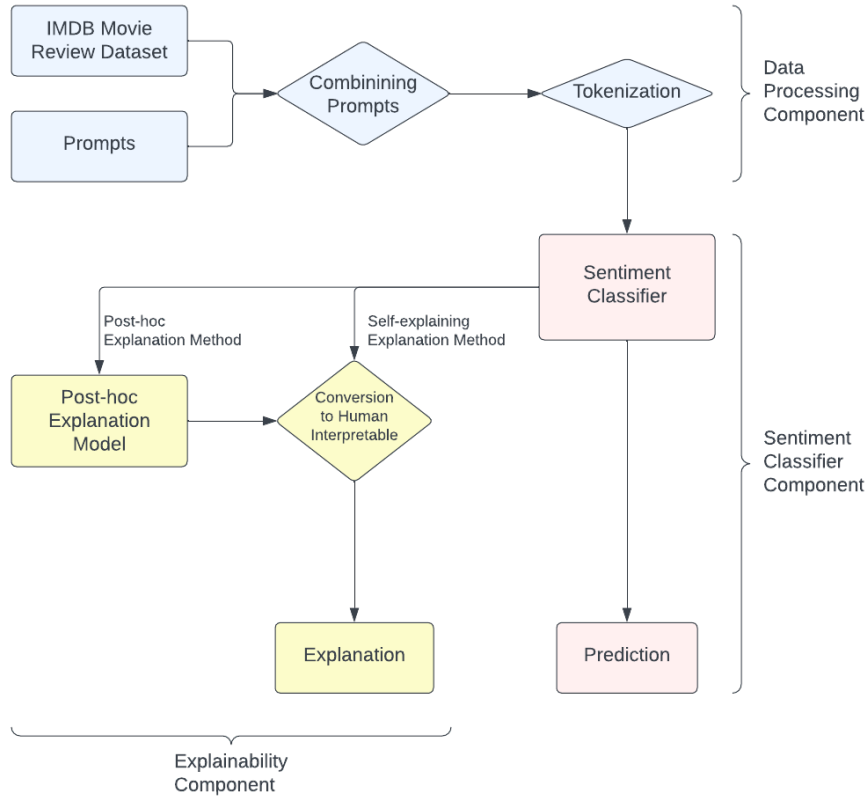 IMDB Movie
Review Dataset
Combinining
Prompts
Tokenization
Data
Processing
Component
Prompts
Sentiment
Classifier
Post-hoc
Explanation Method
Self-explaining
Explanation Method
Post-hoc
Explanation
Model
Conversion
to Human
Interpretable
Sentiment
Classifier
Component
Explanation
Prediction
Explainability
Component